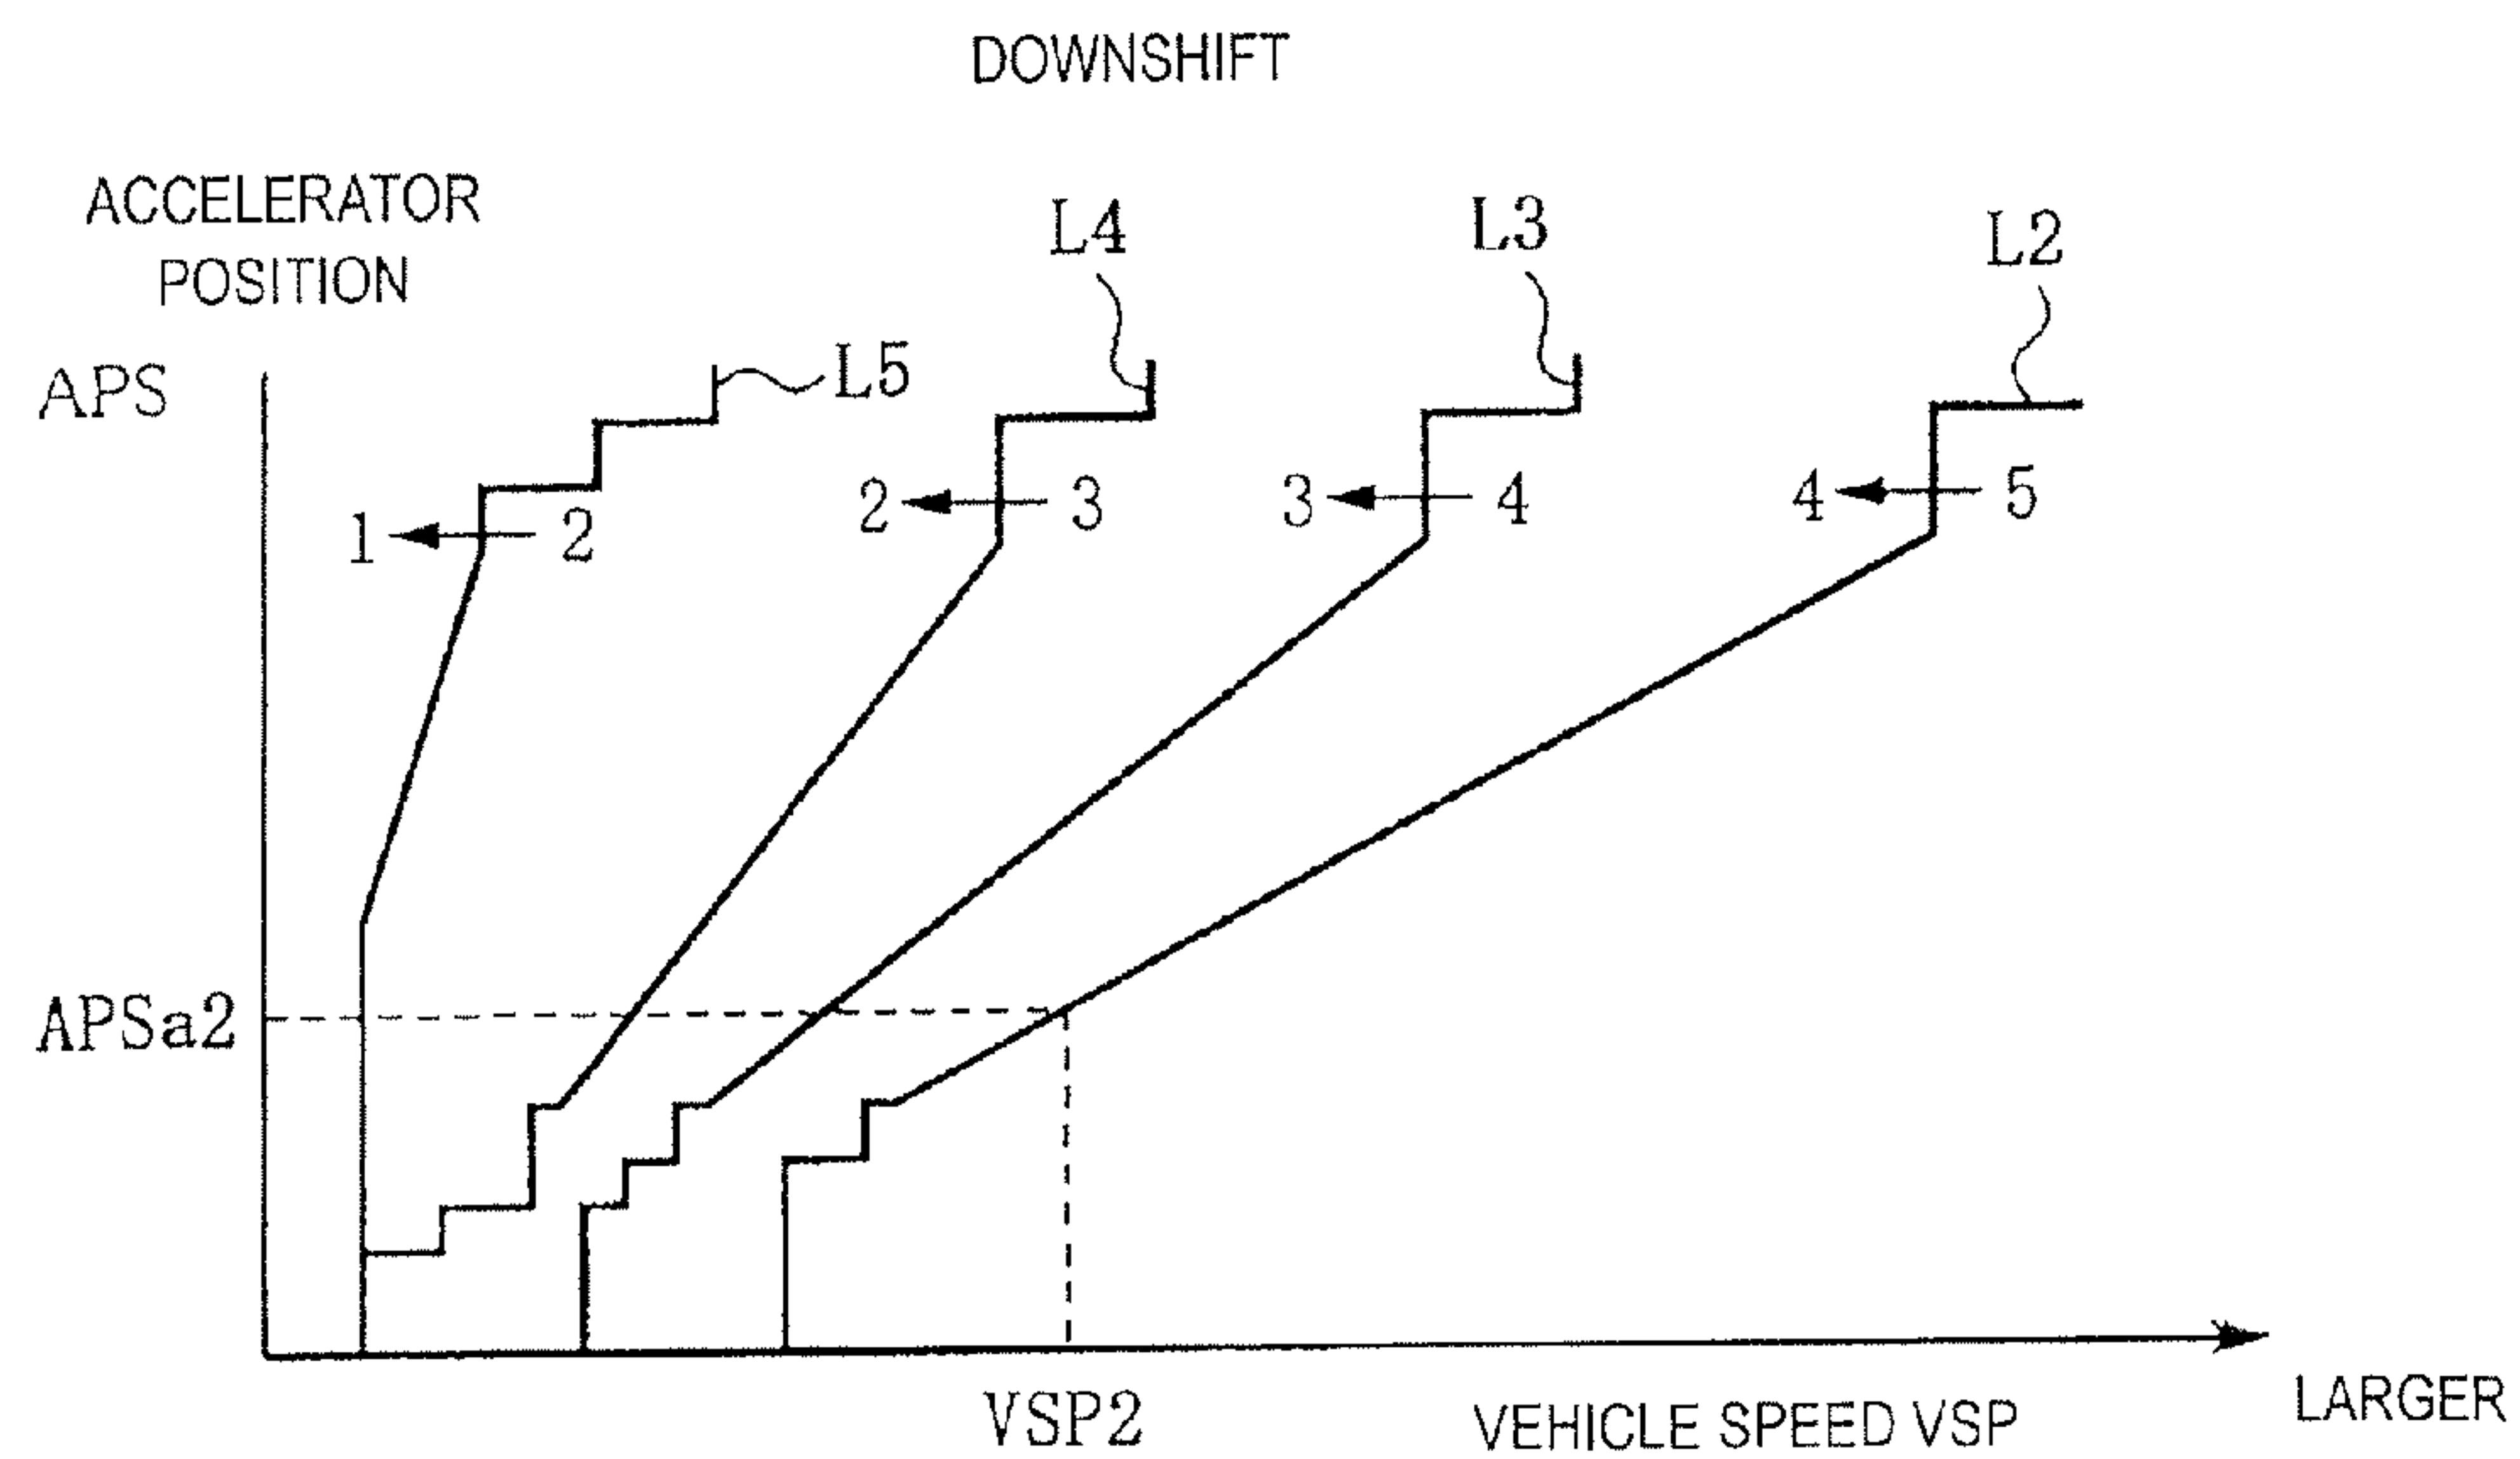 DOWNSHIFT
ACCELERATOR
POSITION
APS
L5
L4
L3
L2
1 2
2 3
3 4
4 5
APSa2
VSP2
VEHICLE SPEED VSP
LARGER